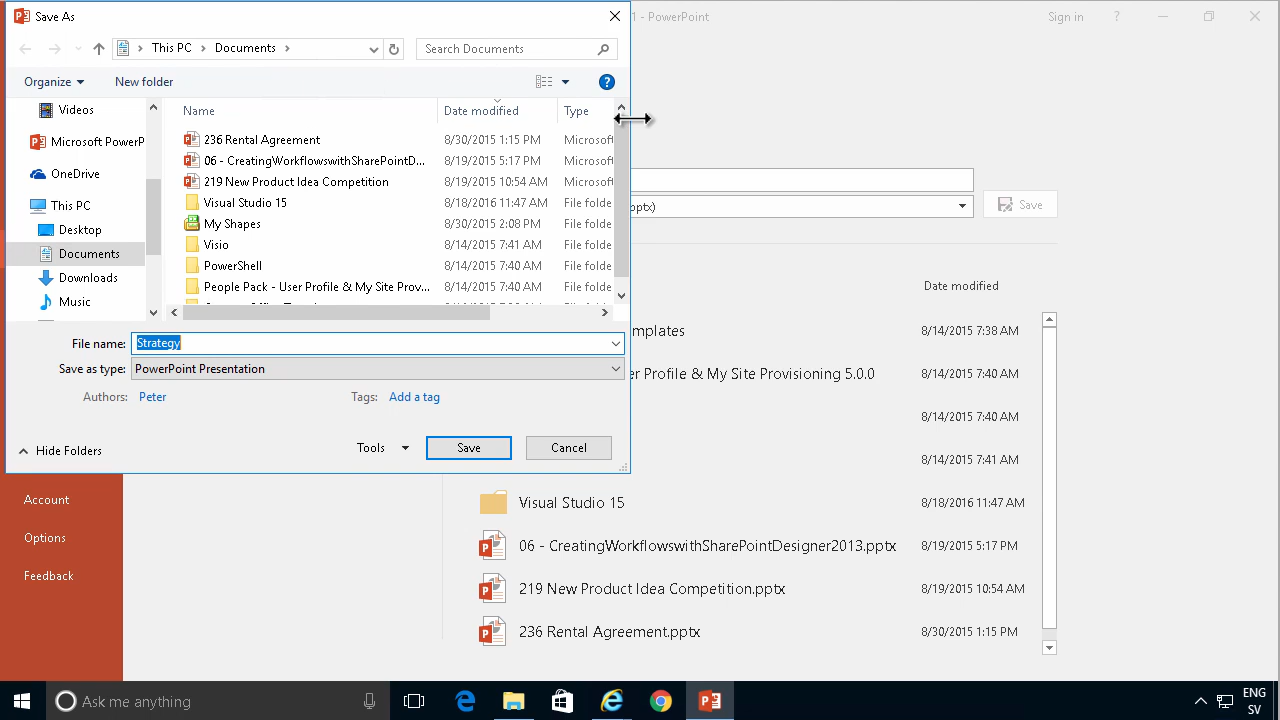 Save As
1 - PowerPoint
Sign in
?
This PC
Documents
Search Documents
Organize
New folder
?
Videos
Microsoft PowerP
OneDrive
This PC
Desktop
Documents
Downloads
Music
Name
Date modified
Type
236 Rental Agreement
8/30/2015 1:15 PM
Microsoft
06 - CreatingWorkflowswithSharePointD...
8/19/2015 5:17 PM
Microsoft
219 New Product Idea Competition
8/19/2015 10:54 AM
Microsoft
Visual Studio 15
8/18/2016 11:47 AM
File folde
My Shapes
8/30/2015 2:08 PM
File folde
Visio
8/14/2015 7:41 AM
File folde
PowerShell
8/14/2015 7:40 AM
File folde
People Pack - User Profile & My Site Prov...
8/14/2015 7:40 AM
File folde
File name:
Strategy
Save as type:
PowerPoint Presentation
Authors:
Peter
Tags:
Add a tag
Hide Folders
Tools
Save
Cancel
pptx)
Save
Date modified
mplates
8/14/2015 7:38 AM
er Profile & My Site Provisioning 5.0.0
8/14/2015 7:40 AM
8/14/2015 7:40 AM
8/14/2015 7:41 AM
Visual Studio 15
8/18/2016 11:47 AM
06 - CreatingWorkflowswithSharePointDesigner2013.pptx
8/19/2015 5:17 PM
219 New Product Idea Competition.pptx
8/19/2015 10:54 AM
236 Rental Agreement.pptx
8/30/2015 1:15 PM
Account
Options
Feedback
Ask me anything
ENG
SV